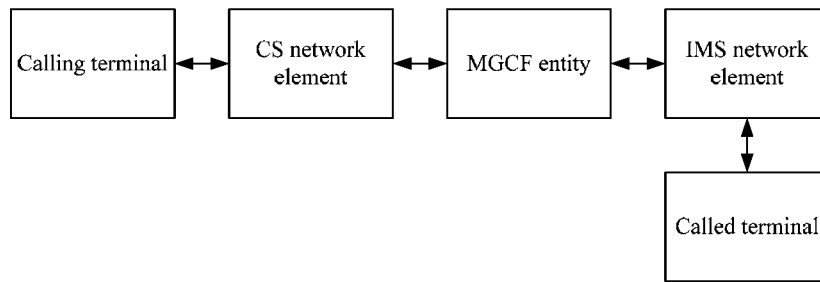 Calling terminal
CS network
element
MGCF entity
IMS network
element
Called terminal